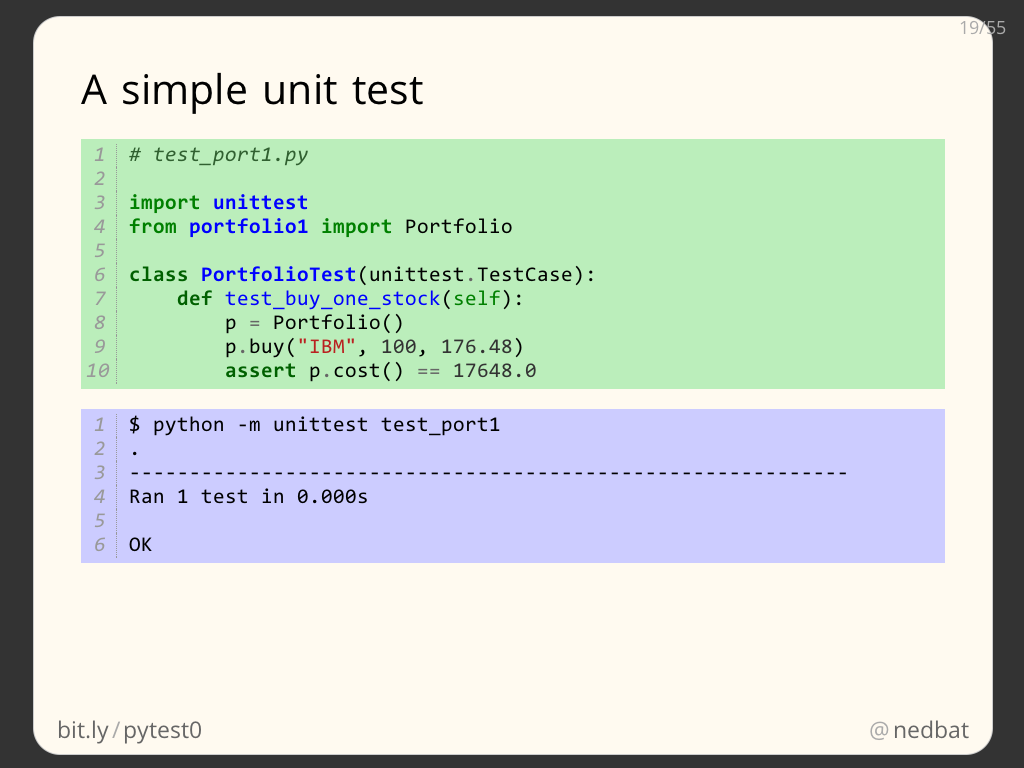 19/55
A simple unit test
1 # test_port1.py
2
3 import unittest
4 from portfolio1 import Portfolio
5
6 class PortfolioTest(unittest.TestCase):
7     def test_buy_one_stock(self):
8         p = Portfolio()
9         p.buy("IBM", 100, 176.48)
10         assert p.cost() == 17648.0
1 $ python -m unittest test_port1
2 .
3 ------------------------------------------------------------
4 Ran 1 test in 0.000s
5
6 OK
bit.ly/pytest0
@nedbat